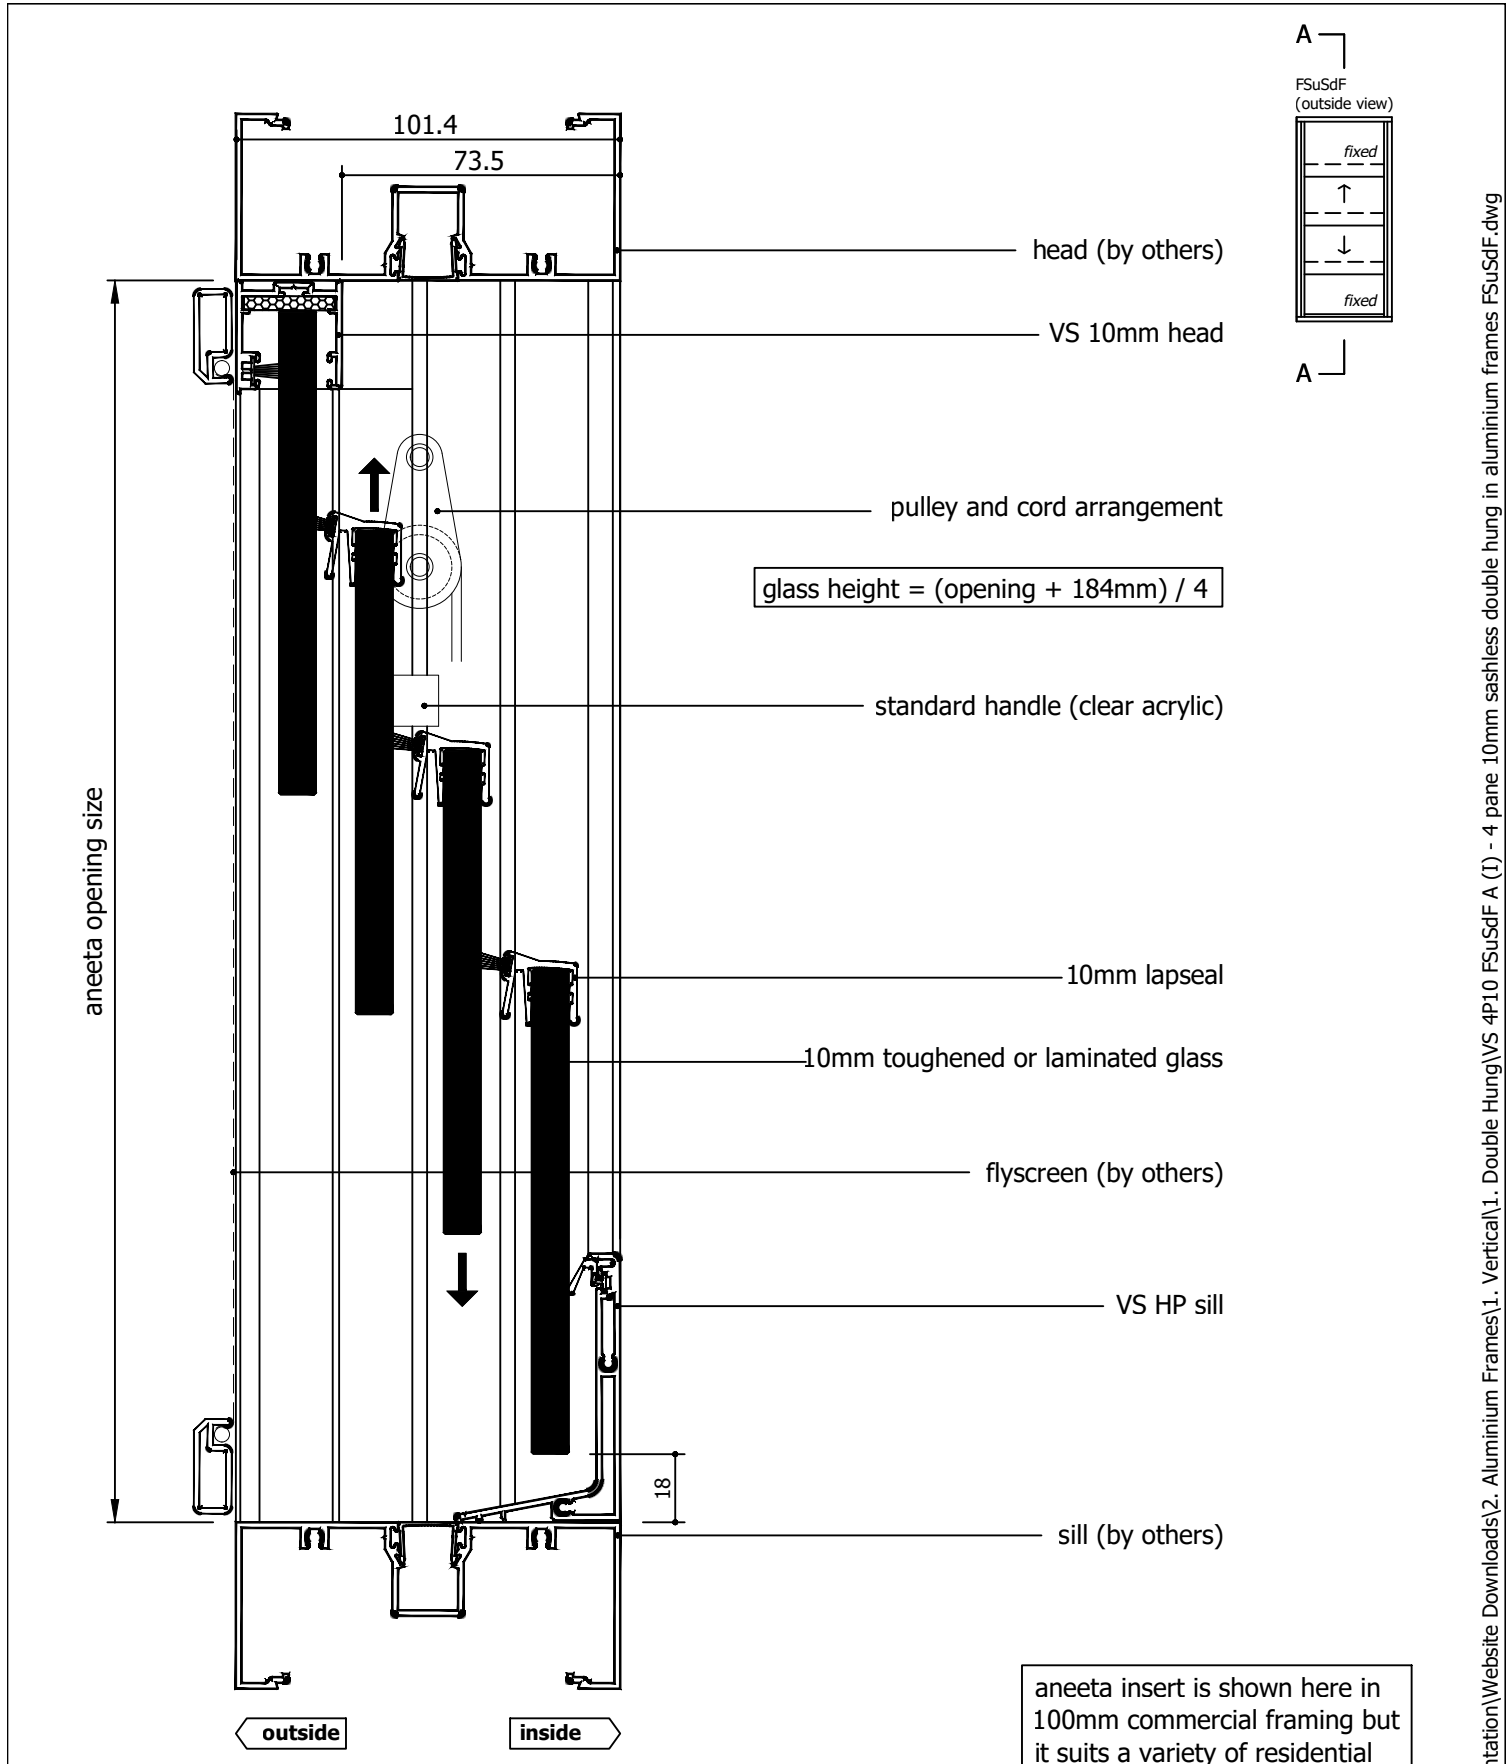 A
FSuSdF
(outside view)
fixed
fixed
A
101.4
73.5
head (by others)
VS 10mm head
pulley and cord arrangement
glass height = (opening + 184mm) / 4
standard handle (clear acrylic)
aneeta opening size
10mm lapseal
10mm toughened or laminated glass
flyscreen (by others)
VS HP sill
18
sill (by others)
outside
inside
aneeta insert is shown here in
100mm commercial framing but
it suits a variety of residential
tation\Website Downloads\2. Aluminium Frames\1. Vertical\1. Double Hung\VS 4P10 FSuSdF A (I) - 4 pane 10mm sashless double hung in aluminium frames FSuSdF.dwg